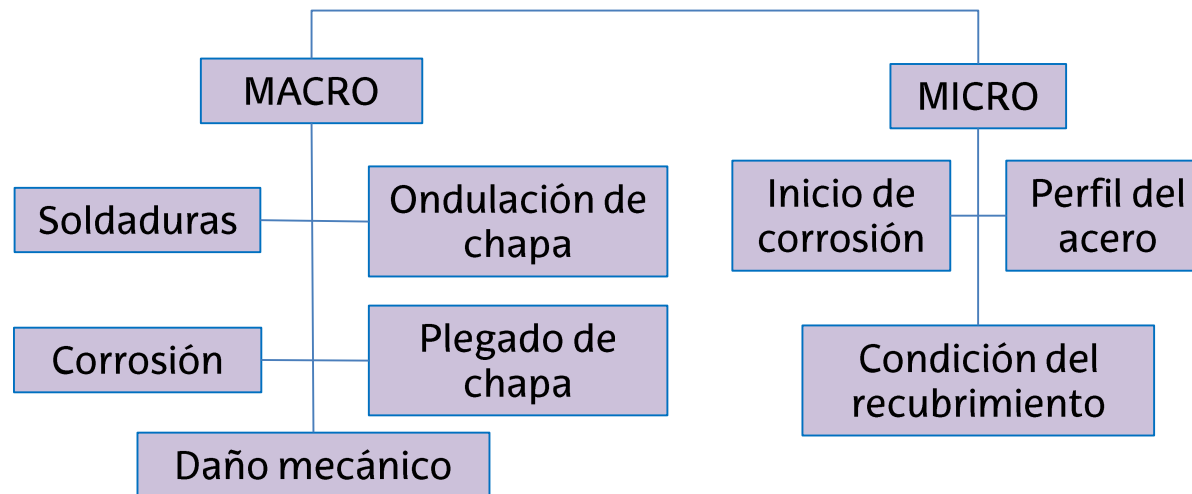 MACRO
Soldaduras
Ondulación de
chapa
Corrosión
Plegado de
chapa
Daño mecánico
MICRO
Inicio de
corrosión
Perfil del
acero
Condición del
recubrimiento